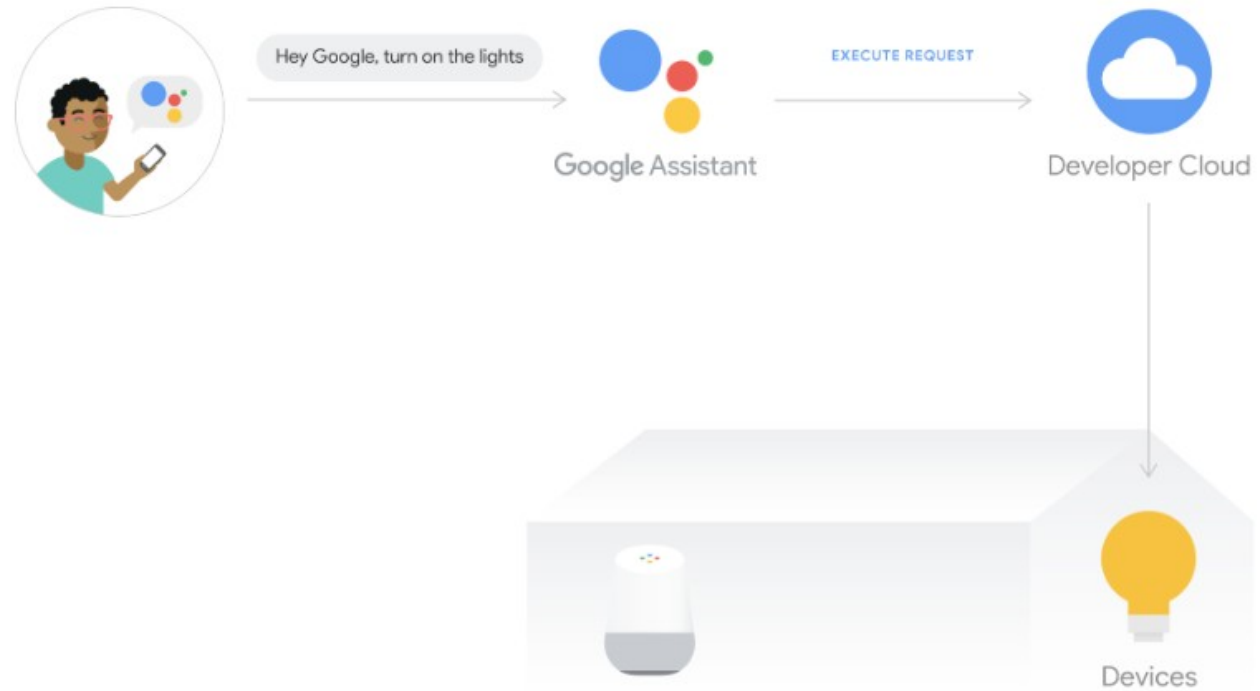 Hey Google, turn on the lights
EXECUTE REQUEST
Google Assistant
Developer Cloud
Devices